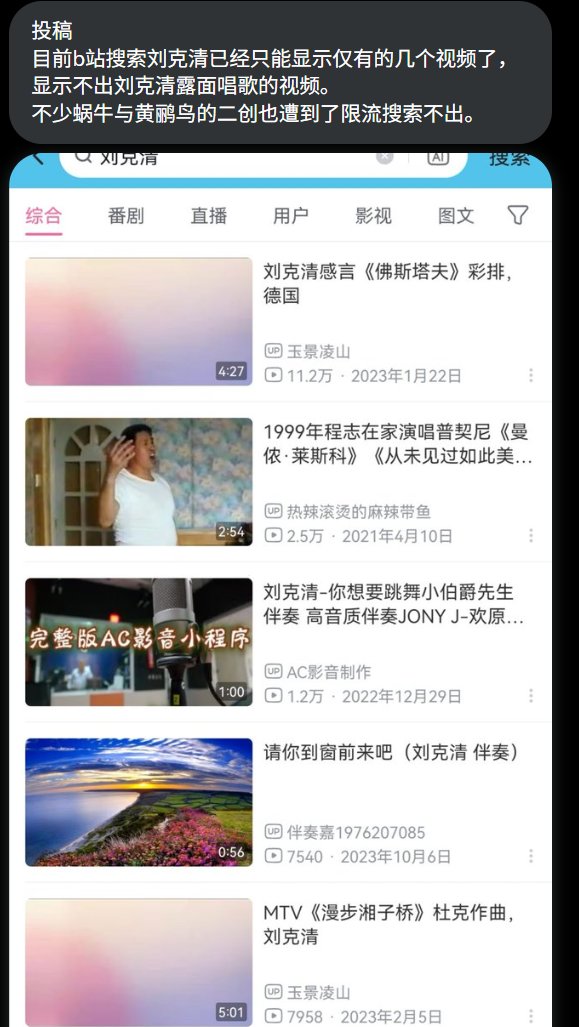 投稿
目前b站搜索刘克清已经只能显示仅有的几个视频了，
显示不出刘克清露面唱歌的视频。
不少蜗牛与黄鹂鸟的二创也遭到了限流搜索不出。
刘克清
AI
搜索
综合 番剧 直播 用户 影视 图文
刘克清感言《佛斯塔夫》彩排，
德国
4:27
UP 玉景凌山
11.2万 · 2023年1月22日
1999年程志在家演唱普契尼《曼
侬·莱斯科》《从未见过如此美...
2:54
UP 热辣滚烫的麻辣带鱼
2.5万 · 2021年4月10日
刘克清-你想要跳舞小伯爵先生
伴奏 高音质伴奏JONY J-欢原...
完整版AC影音小程序
1:00
UP AC影音制作
1.2万 · 2022年12月29日
请你到窗前来吧（刘克清 伴奏）
0:56
UP 伴奏嘉1976207085
7540 · 2023年10月6日
MTV《漫步湘子桥》杜克作曲，
刘克清
5:01
UP 玉景凌山
7958 · 2023年2月5日